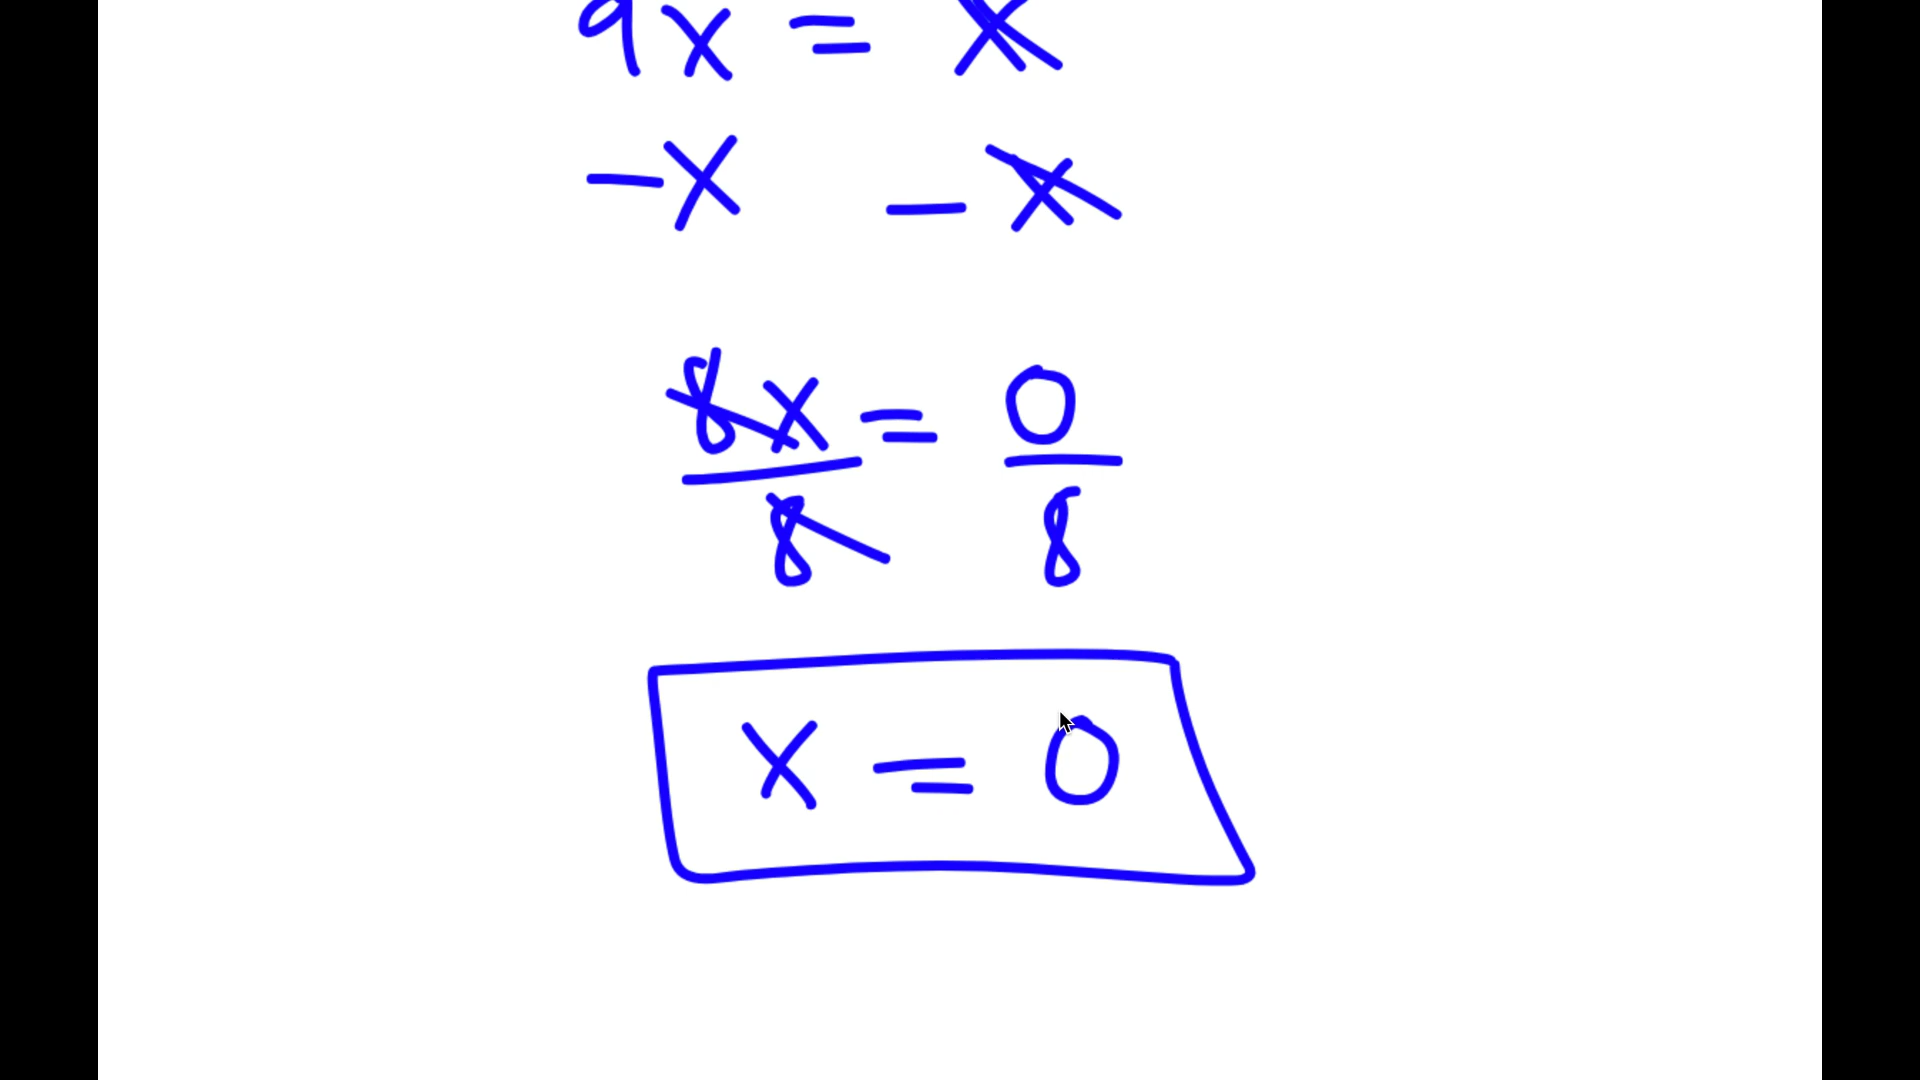 9x = x
-x -x
8x = 0
8 8
x = 0